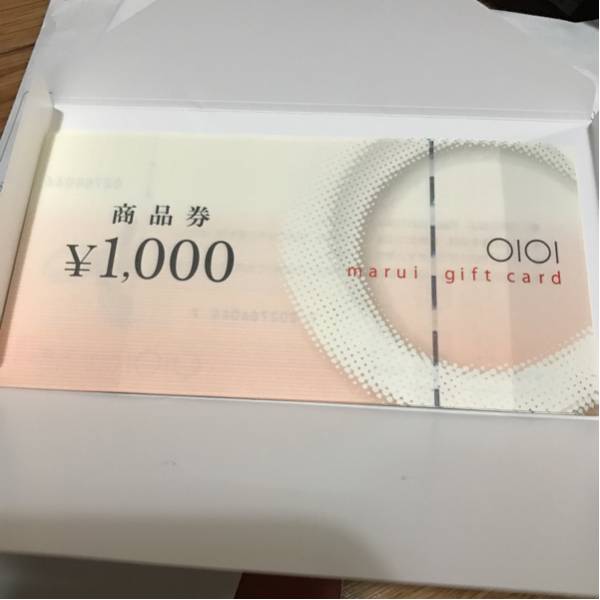 商品券
¥1,000
OIOI
marui gift card